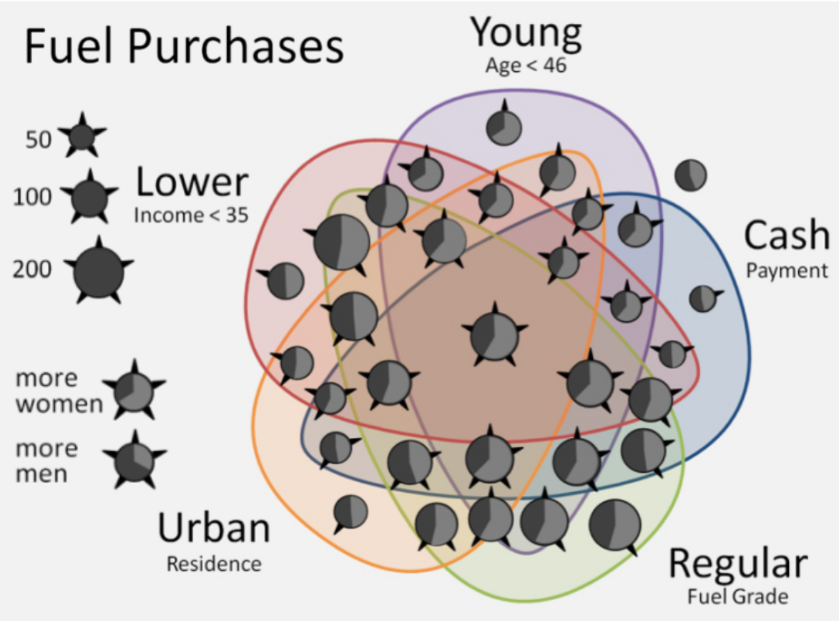 Fuel Purchases
Young
Age < 46
50
100
200
Lower
Income < 35
Cash
Payment
more
women
more
men
Urban
Residence
Regular
Fuel Grade